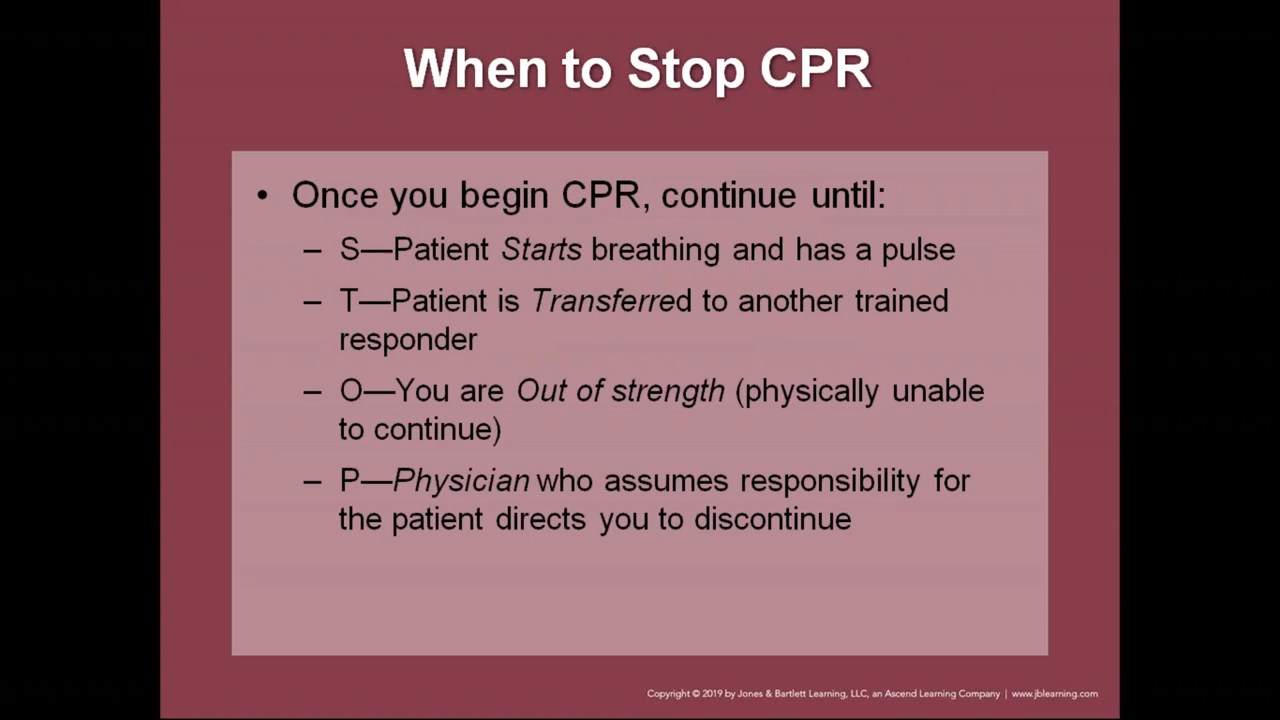 When to Stop CPR
• Once you begin CPR, continue until:
– S—Patient Starts breathing and has a pulse
– T—Patient is Transferred to another trained
responder
– O—You are Out of strength (physically unable
to continue)
– P—Physician who assumes responsibility for
the patient directs you to discontinue
Copyright © 2019 by Jones & Bartlett Learning, LLC, an Ascend Learning Company | www.jblearning.com